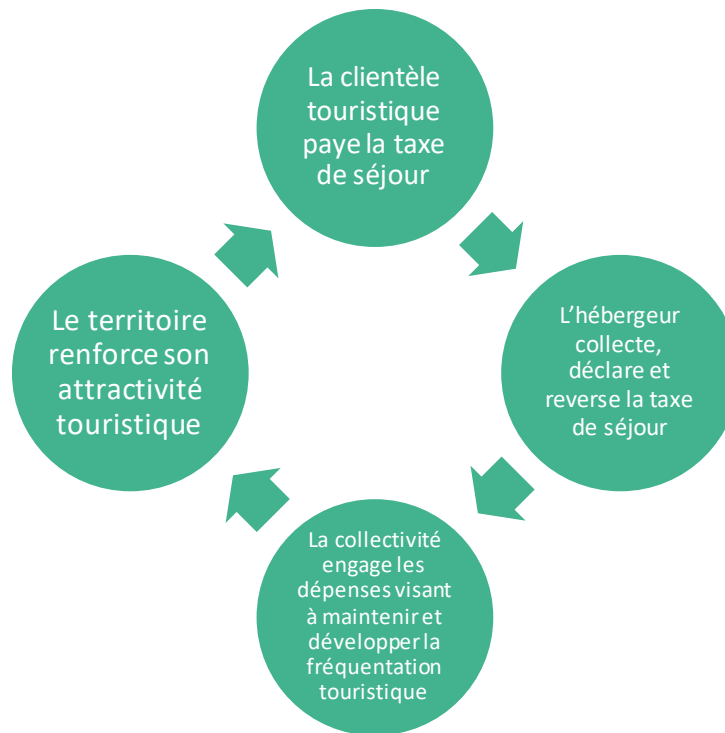 La clientèle
touristique
paye la taxe
de séjour
L'hébergeur
collecte,
déclare et
reverse la taxe
de séjour
La collectivité
engage les
dépenses visant
à maintenir et
développer la
fréquentation
touristique
Le territoire
renforce son
attractivité
touristique